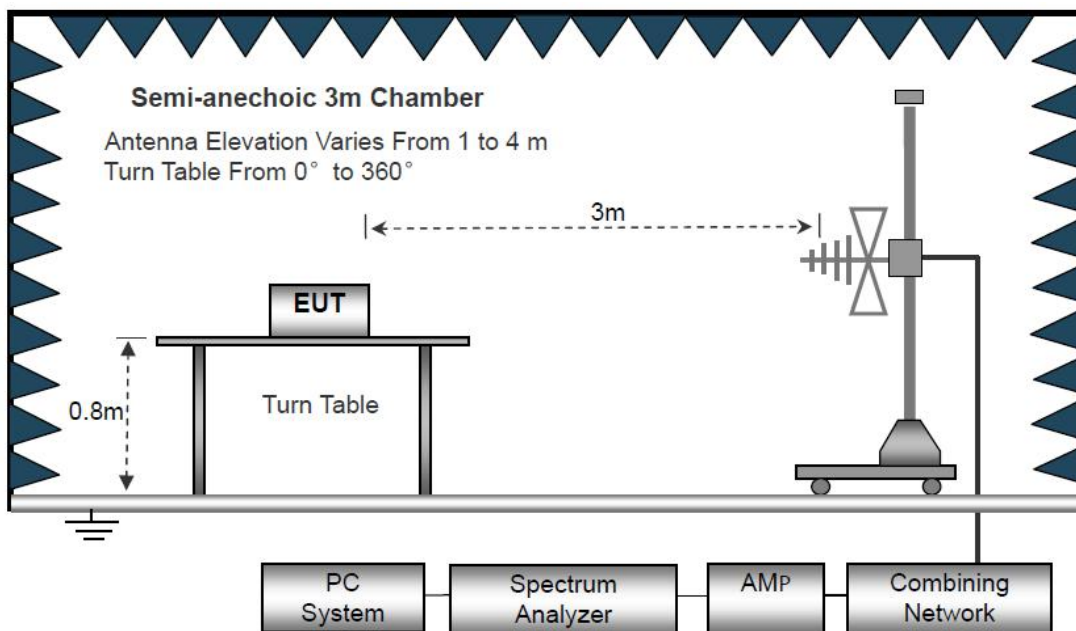 Semi-anechoic 3m Chamber
Antenna Elevation Varies From 1 to 4 m
Turn Table From 0° to 360°
3m
EUT
0.8m
Turn Table
PC
System
Spectrum
Analyzer
AMP
Combining
Network